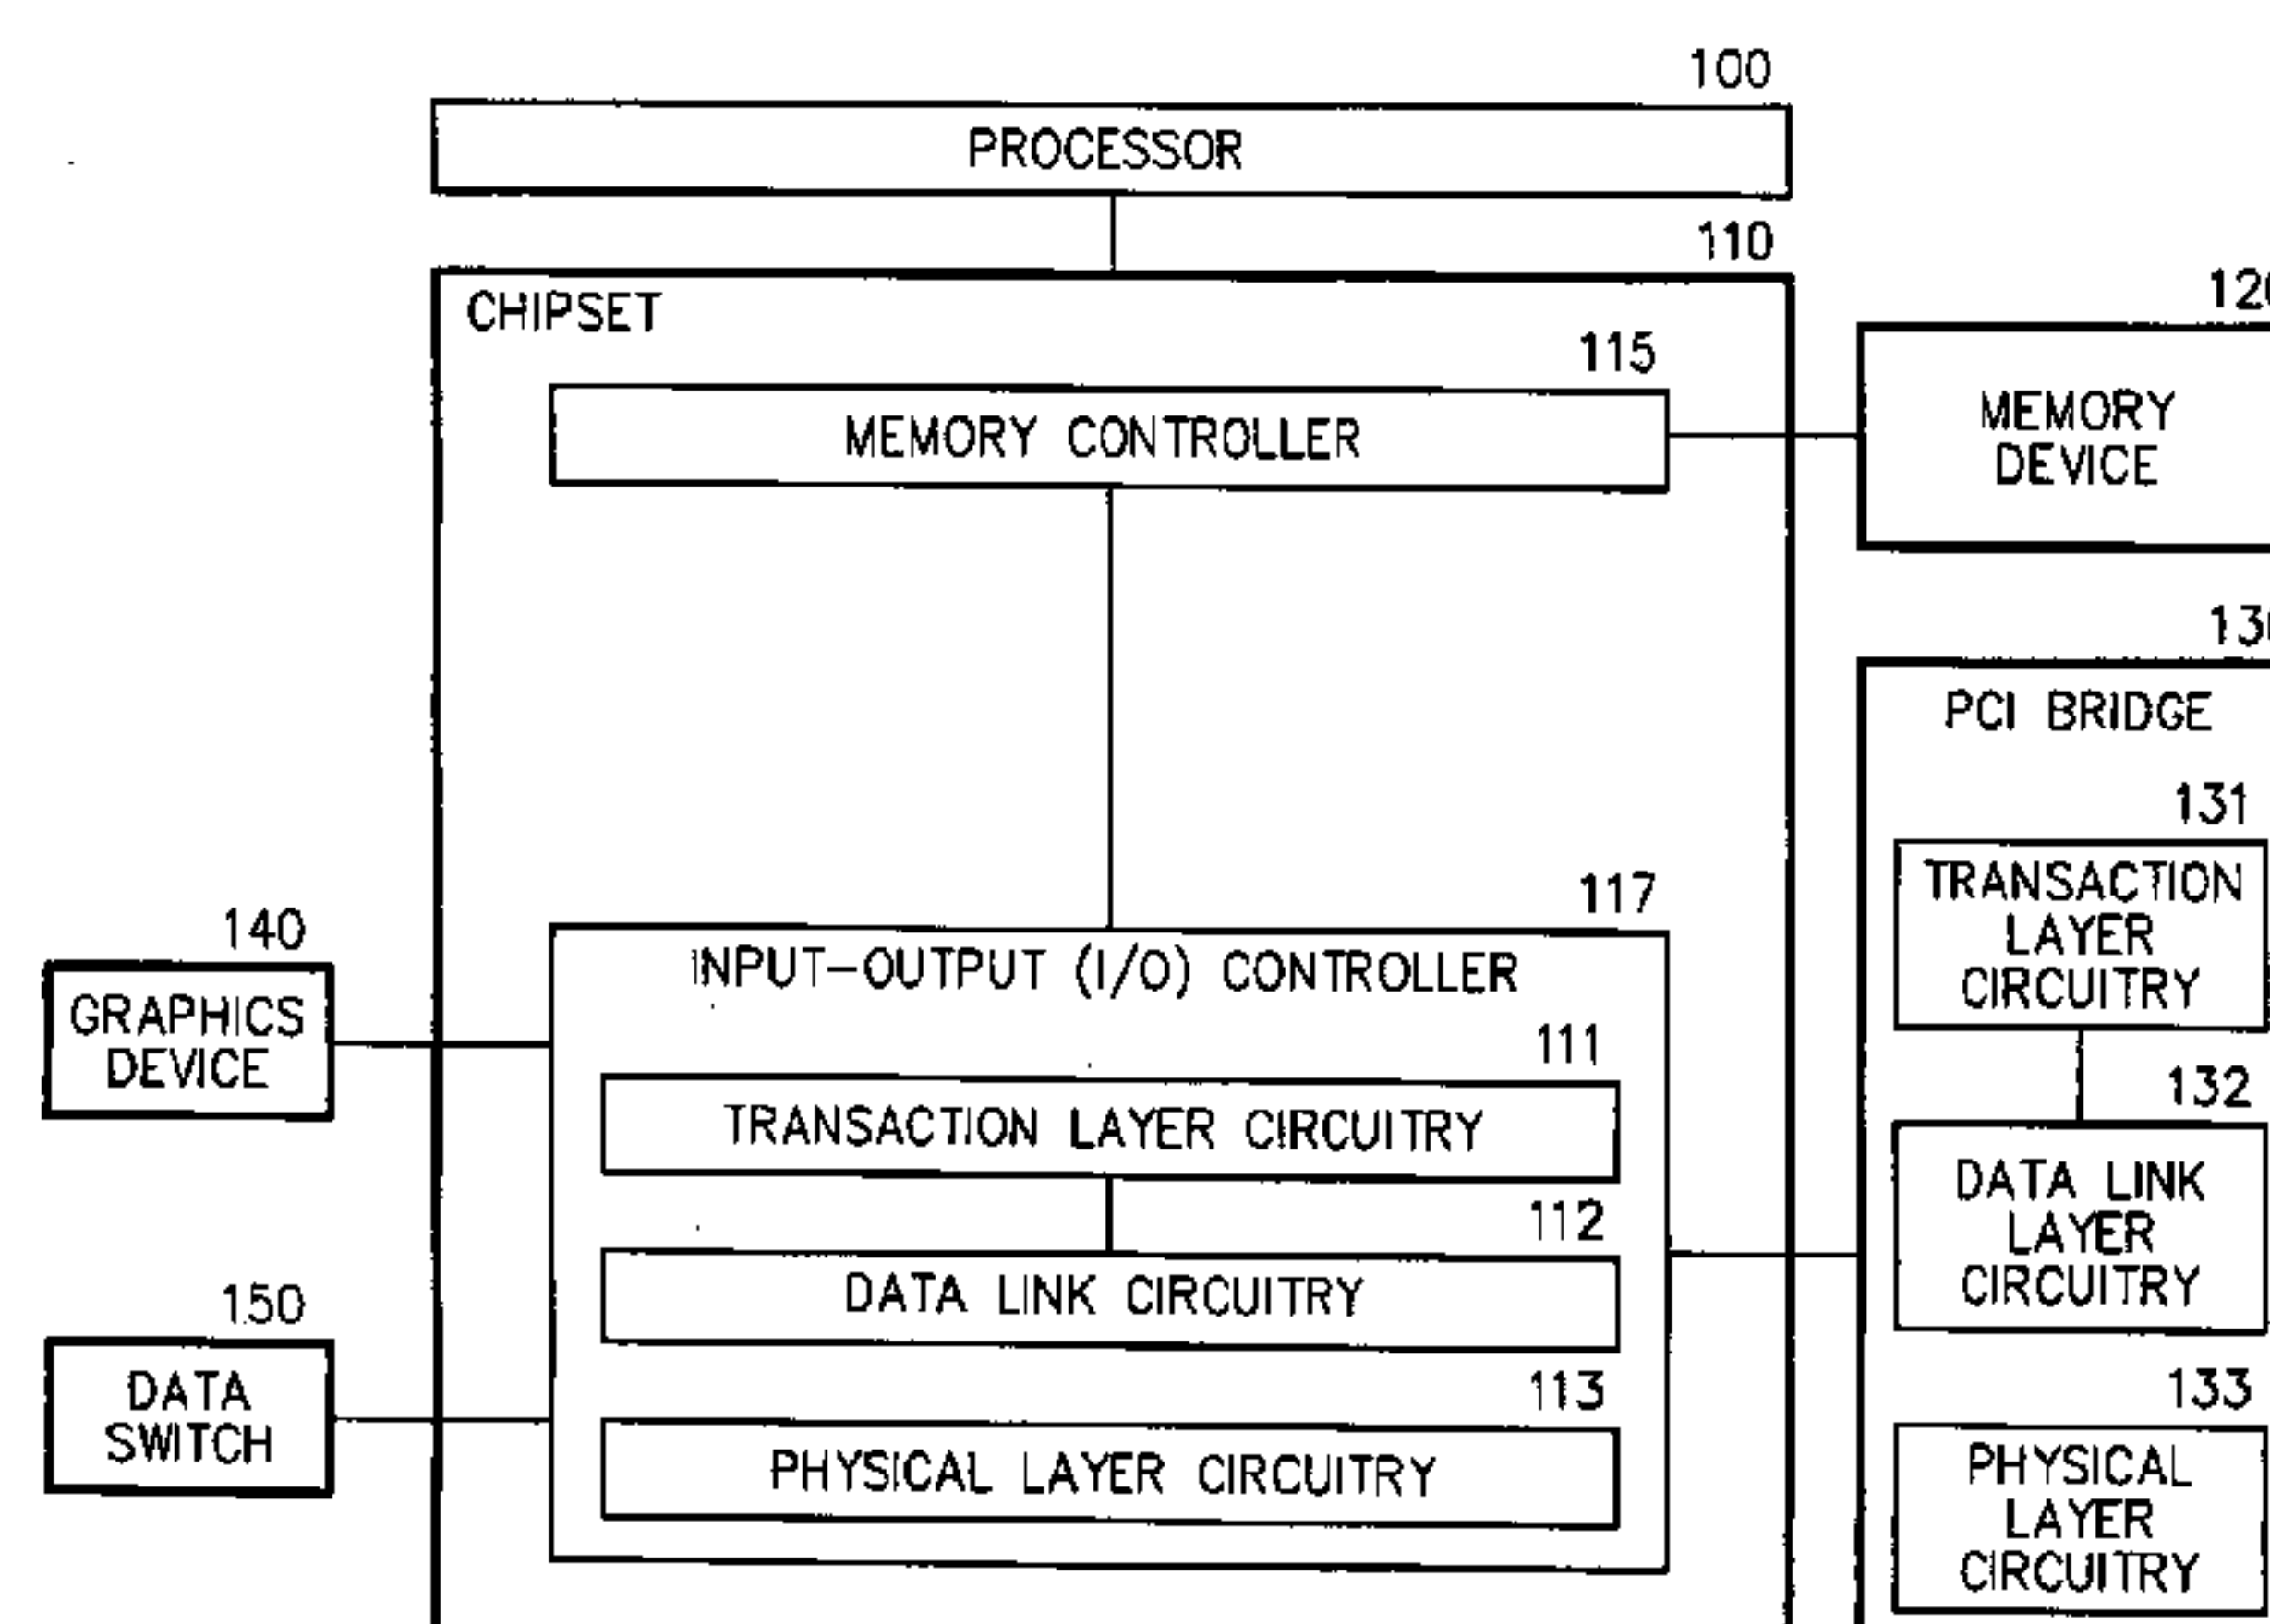 100
PROCESSOR
110
CHIPSET
115
MEMORY CONTROLLER
MEMORY
DEVICE
PCI BRIDGE
131
TRANSACTION
LAYER
CIRCUITRY
117
INPUT-OUTPUT (I/O) CONTROLLER
140
GRAPHICS
DEVICE
111
TRANSACTION LAYER CIRCUITRY
132
DATA LINK
LAYER
CIRCUITRY
112
DATA LINK CIRCUITRY
150
DATA
SWITCH
113
PHYSICAL LAYER CIRCUITRY
133
PHYSICAL
LAYER
CIRCUITRY